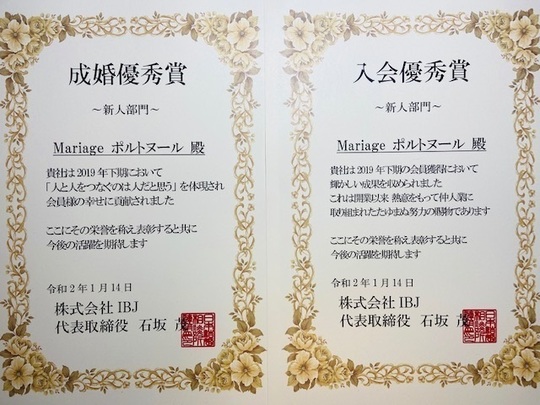 成婚優秀賞
～新人部門～
Mariage ポルトヌール 殿
貴社は2019年下期において
「人と人をつなぐのは人だと思う」を体現され
会員様の幸せに貢献されました
ここにその栄誉を称え表彰すると共に
今後の活躍を期待します
令和2年1月14日
株式会社IBJ
代表取締役 石坂 茂
入会優秀賞
～新人部門～
Mariage ポルトヌール 殿
貴社は2019年下期の会員獲得において
輝かしい成果を収められました
これは開業以来 熱意をもって仲人業に
取り組まれたたゆまぬ努力の賜物であります
ここにその栄誉を称え表彰すると共に
今後の活躍を期待します
令和2年1月14日
株式会社IBJ
代表取締役 石坂 茂